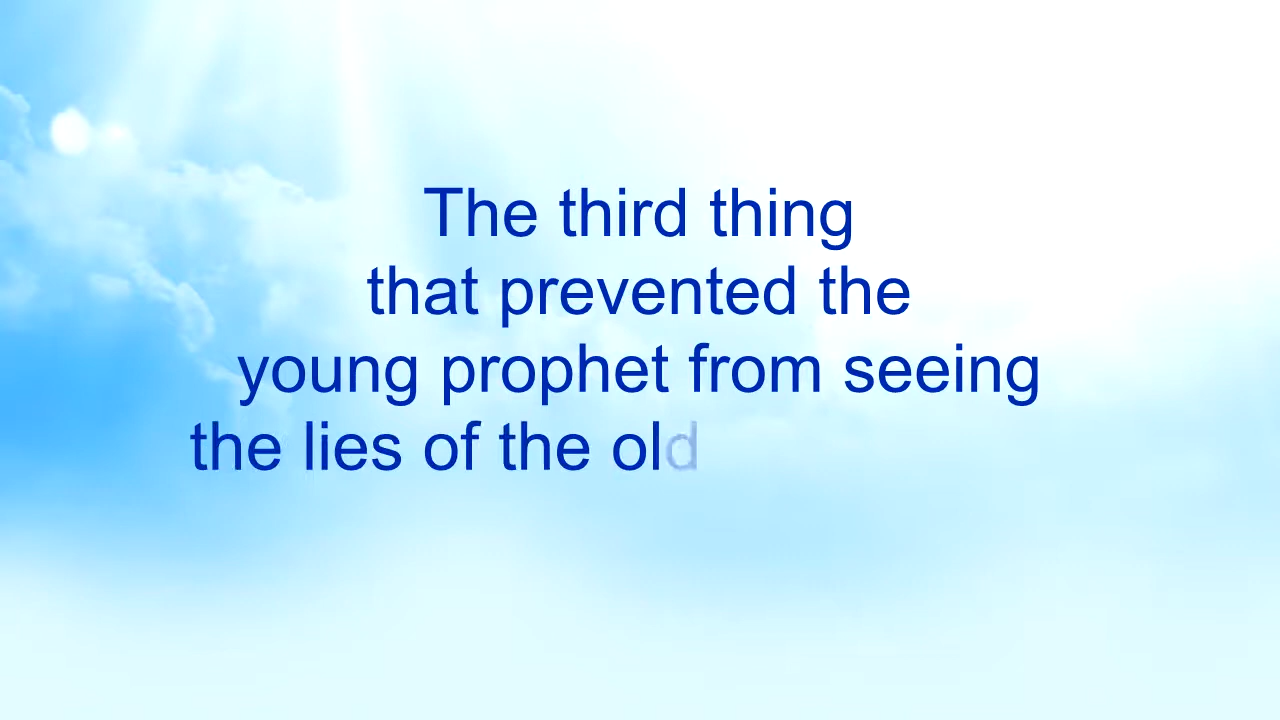 The third thing
that prevented the
young prophet from seeing
the lies of the old